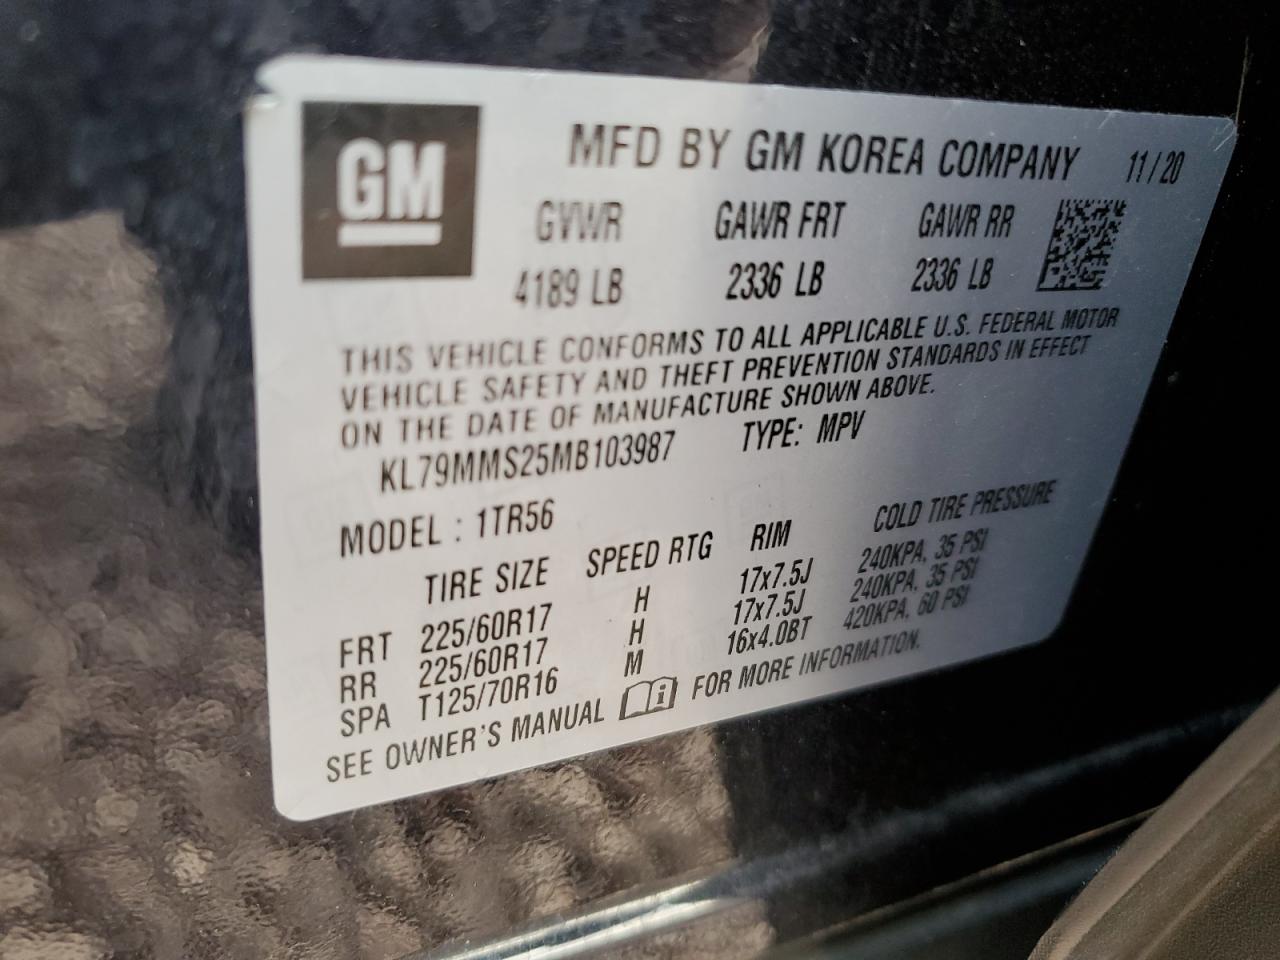 GM
MFD BY GM KOREA COMPANY 11/20
GVWR GAWR FRT GAWR RR
4189 LB 2336 LB 2336 LB
THIS VEHICLE CONFORMS TO ALL APPLICABLE U.S. FEDERAL MOTOR
VEHICLE SAFETY AND THEFT PREVENTION STANDARDS IN EFFECT
ON THE DATE OF MANUFACTURE SHOWN ABOVE.
KL79MMS25MB103987 TYPE: MPV
MODEL : 1TR56
TIRE SIZE SPEED RTG RIM COLD TIRE PRESSURE
FRT 225/60R17 H 17x7.5J 240KPA, 35 PSI
RR 225/60R17 H 17x7.5J 240KPA, 35 PSI
SPA T125/70R16 M 16x4.0BT 420KPA, 60 PSI
SEE OWNER'S MANUAL FOR MORE INFORMATION.